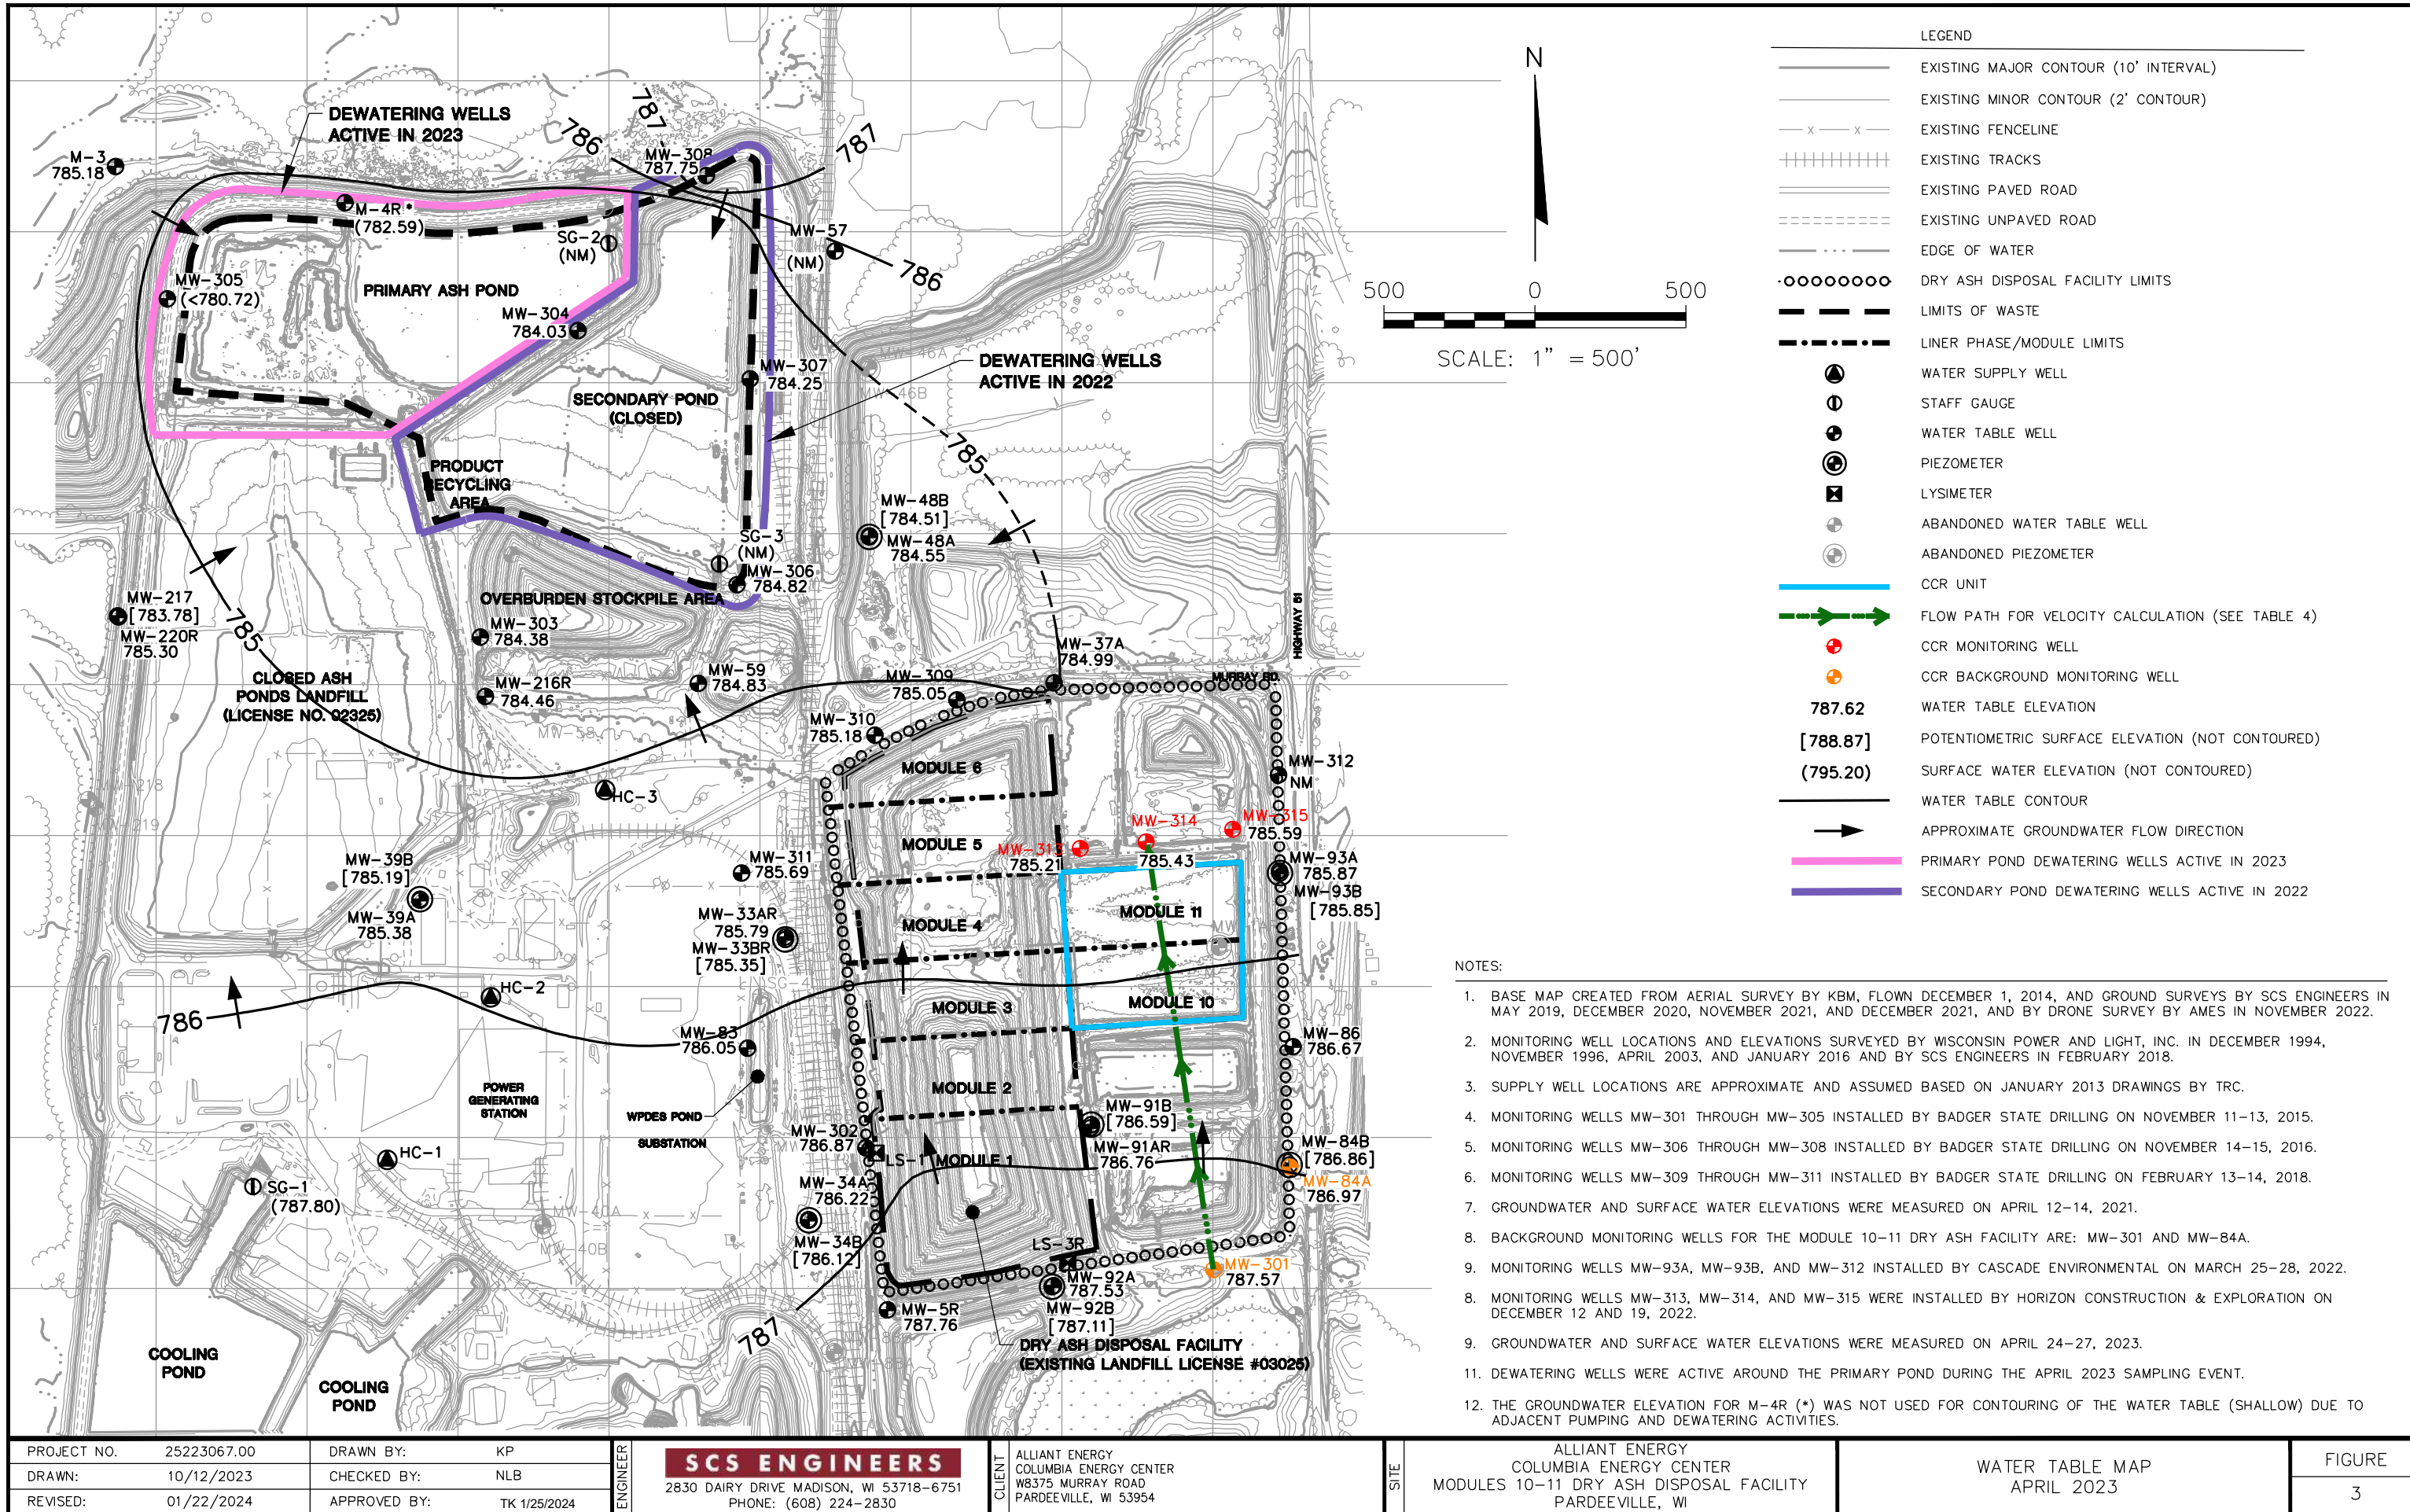 DEWATERING WELLS
ACTIVE IN 2023
787
786
787
M-3
785.18
MW-308
787.75
M-4R *
(782.59)
SG-2
(NM)
MW-57
(NM)
786
MW-305
(<780.72)
PRIMARY ASH POND
MW-304
784.03
MW-307
784.25
DEWATERING WELLS
ACTIVE IN 2022
SECONDARY POND
(CLOSED)
MW-46B
785
PRODUCT
RECYCLING
AREA
MW-48B
[784.51]
MW-48A
784.55
SG-3
(NM)
MW-306
784.82
OVERBURDEN STOCKPILE AREA
MW-217
[783.78]
MW-220R
785.30
785
MW-303
784.38
CLOSED ASH
PONDS LANDFILL
(LICENSE NO. 02325)
MW-216R
784.46
MW-59
784.83
MW-37A
784.99
MW-309
785.05
MURRAY RD.
HIGHWAY 51
MW-310
785.18
MW-58
MODULE 6
MW-312
NM
HC-3
MW-218
MW-219
MW-314
785.43
MW-315
785.59
MODULE 5
MW-313
785.21
MW-311
785.69
MW-93A
785.87
MW-93B
[785.85]
MW-39B
[785.19]
MW-39A
785.38
MW-33AR
785.79
MW-33BR
[785.35]
MODULE 4
MODULE 11
HC-2
786
MODULE 3
MODULE 10
MW-83
786.05
MW-86
786.67
POWER
GENERATING
STATION
MODULE 2
WPDES POND
SUBSTATION
MW-91B
[786.59]
MW-91AR
786.76
MW-302
786.87
LS-1
MODULE 1
MW-84B
[786.86]
MW-84A
786.97
HC-1
SG-1
(787.80)
MW-34A
786.22
MW-34B
[786.12]
MW-40A
MW-40B
LS-3R
MW-301
787.57
MW-92A
787.53
MW-92B
[787.11]
MW-5R
787.76
787
DRY ASH DISPOSAL FACILITY
(EXISTING LANDFILL LICENSE #03025)
COOLING
POND
COOLING
POND
N
500 0 500
SCALE: 1" = 500'
LEGEND
EXISTING MAJOR CONTOUR (10' INTERVAL)
EXISTING MINOR CONTOUR (2' CONTOUR)
EXISTING FENCELINE
EXISTING TRACKS
EXISTING PAVED ROAD
EXISTING UNPAVED ROAD
EDGE OF WATER
DRY ASH DISPOSAL FACILITY LIMITS
LIMITS OF WASTE
LINER PHASE/MODULE LIMITS
WATER SUPPLY WELL
STAFF GAUGE
WATER TABLE WELL
PIEZOMETER
LYSIMETER
ABANDONED WATER TABLE WELL
ABANDONED PIEZOMETER
CCR UNIT
FLOW PATH FOR VELOCITY CALCULATION (SEE TABLE 4)
CCR MONITORING WELL
CCR BACKGROUND MONITORING WELL
787.62 WATER TABLE ELEVATION
[788.87] POTENTIOMETRIC SURFACE ELEVATION (NOT CONTOURED)
(795.20) SURFACE WATER ELEVATION (NOT CONTOURED)
WATER TABLE CONTOUR
APPROXIMATE GROUNDWATER FLOW DIRECTION
PRIMARY POND DEWATERING WELLS ACTIVE IN 2023
SECONDARY POND DEWATERING WELLS ACTIVE IN 2022
NOTES:
1. BASE MAP CREATED FROM AERIAL SURVEY BY KBM, FLOWN DECEMBER 1, 2014, AND GROUND SURVEYS BY SCS ENGINEERS IN
MAY 2019, DECEMBER 2020, NOVEMBER 2021, AND DECEMBER 2021, AND BY DRONE SURVEY BY AMES IN NOVEMBER 2022.
2. MONITORING WELL LOCATIONS AND ELEVATIONS SURVEYED BY WISCONSIN POWER AND LIGHT, INC. IN DECEMBER 1994,
NOVEMBER 1996, APRIL 2003, AND JANUARY 2016 AND BY SCS ENGINEERS IN FEBRUARY 2018.
3. SUPPLY WELL LOCATIONS ARE APPROXIMATE AND ASSUMED BASED ON JANUARY 2013 DRAWINGS BY TRC.
4. MONITORING WELLS MW-301 THROUGH MW-305 INSTALLED BY BADGER STATE DRILLING ON NOVEMBER 11-13, 2015.
5. MONITORING WELLS MW-306 THROUGH MW-308 INSTALLED BY BADGER STATE DRILLING ON NOVEMBER 14-15, 2016.
6. MONITORING WELLS MW-309 THROUGH MW-311 INSTALLED BY BADGER STATE DRILLING ON FEBRUARY 13-14, 2018.
7. GROUNDWATER AND SURFACE WATER ELEVATIONS WERE MEASURED ON APRIL 12-14, 2021.
8. BACKGROUND MONITORING WELLS FOR THE MODULE 10-11 DRY ASH FACILITY ARE: MW-301 AND MW-84A.
9. MONITORING WELLS MW-93A, MW-93B, AND MW-312 INSTALLED BY CASCADE ENVIRONMENTAL ON MARCH 25-28, 2022.
8. MONITORING WELLS MW-313, MW-314, AND MW-315 WERE INSTALLED BY HORIZON CONSTRUCTION & EXPLORATION ON
DECEMBER 12 AND 19, 2022.
9. GROUNDWATER AND SURFACE WATER ELEVATIONS WERE MEASURED ON APRIL 24-27, 2023.
11. DEWATERING WELLS WERE ACTIVE AROUND THE PRIMARY POND DURING THE APRIL 2023 SAMPLING EVENT.
12. THE GROUNDWATER ELEVATION FOR M-4R (*) WAS NOT USED FOR CONTOURING OF THE WATER TABLE (SHALLOW) DUE TO
ADJACENT PUMPING AND DEWATERING ACTIVITIES.
PROJECT NO. 25223067.00 DRAWN BY: KP
DRAWN: 10/12/2023 CHECKED BY: NLB
REVISED: 01/22/2024 APPROVED BY: TK 1/25/2024
ENGINEER
SCS ENGINEERS
2830 DAIRY DRIVE MADISON, WI 53718-6751
PHONE: (608) 224-2830
CLIENT
ALLIANT ENERGY
COLUMBIA ENERGY CENTER
W8375 MURRAY ROAD
PARDEEVILLE, WI 53954
SITE
ALLIANT ENERGY
COLUMBIA ENERGY CENTER
MODULES 10-11 DRY ASH DISPOSAL FACILITY
PARDEEVILLE, WI
WATER TABLE MAP
APRIL 2023
FIGURE
3